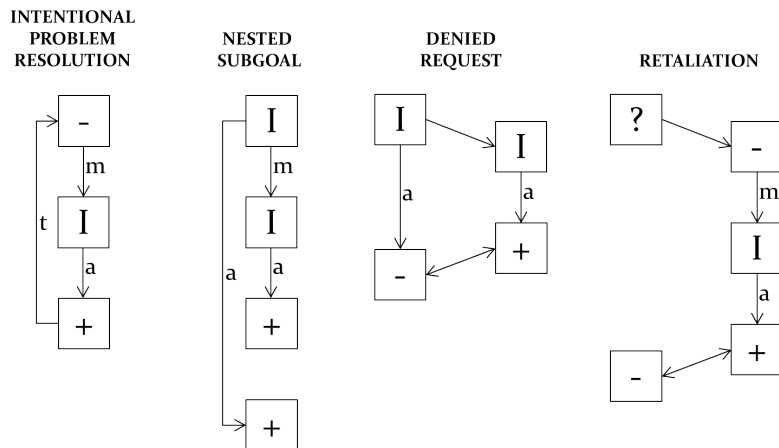 INTENTIONAL
PROBLEM
RESOLUTION
-
m
I
t
a
+
NESTED
SUBGOAL
I
m
I
a
a
+
+
DENIED
REQUEST
I
I
a
a
-
+
RETALIATION
?
-
m
I
a
+
-